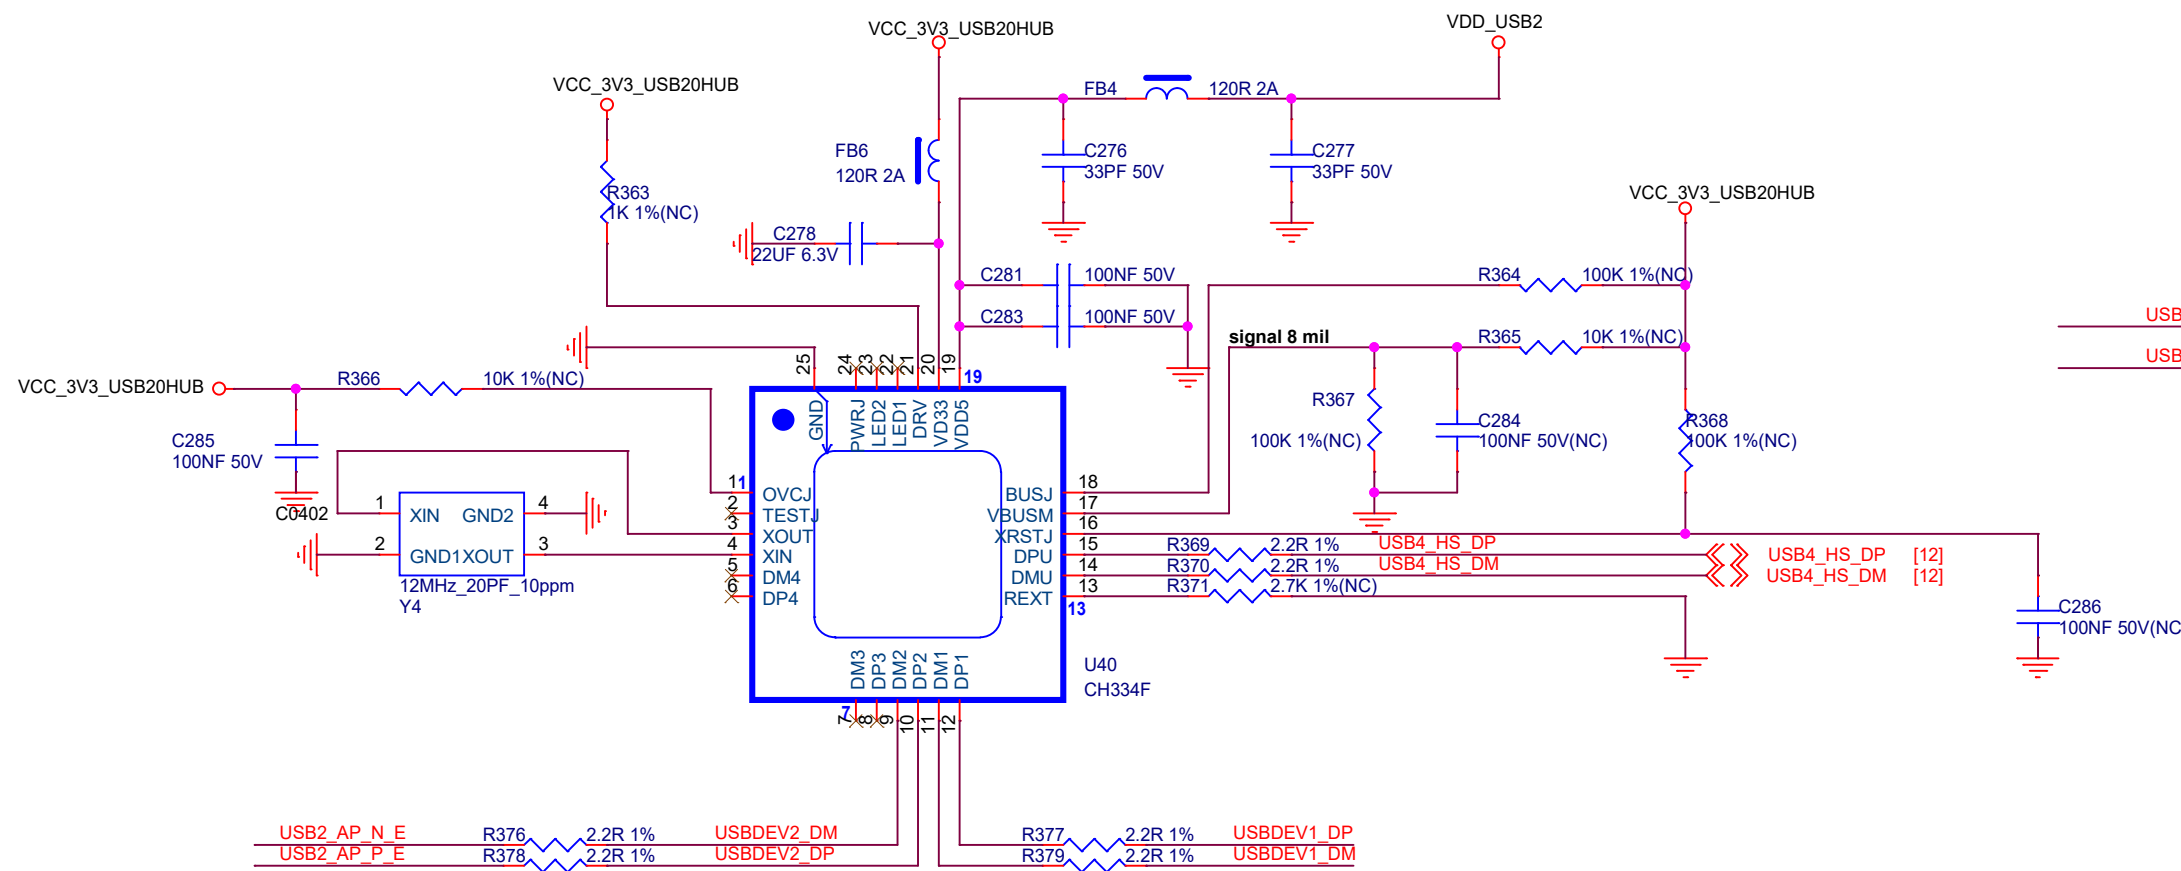 VCC_3V3_USB20HUB
VDD_USB2
VCC_3V3_USB20HUB
FB4
120R 2A
FB6
120R 2A
C276
33PF 50V
C277
33PF 50V
R363
1K 1%(NC)
VCC_3V3_USB20HUB
C278
22UF 6.3V
C281
100NF 50V
C283
100NF 50V
R364
100K 1%(NC)
signal 8 mil
R365
10K 1%(NC)
USB
USB
VCC_3V3_USB20HUB
R366
10K 1%(NC)
25
24
23
22
21
20
19
19
GND
PWRJ
LED2
LED1
DRV
VD33
VDD5
R367
100K 1%(NC)
C284
100NF 50V(NC)
R368
100K 1%(NC)
C285
100NF 50V
C0402
1
XIN
GND2
4
2
GND1
XOUT
3
12MHz_20PF_10ppm
Y4
1
1
OVCJ
2
TESTJ
3
XOUT
4
XIN
5
DM4
6
DP4
BUSJ
18
VBUSM
17
XRSTJ
16
DPU
15
DMU
14
REXT
13
13
R369
2.2R 1%
USB4_HS_DP
R370
2.2R 1%
USB4_HS_DM
R371
2.7K 1%(NC)
USB4_HS_DP
[12]
USB4_HS_DM
[12]
C286
100NF 50V(NC
DM3
DP3
DM2
DP2
DM1
DP1
U40
CH334F
7
7
8
9
10
11
12
USB2_AP_N_E
R376
2.2R 1%
USBDEV2_DM
USB2_AP_P_E
R378
2.2R 1%
USBDEV2_DP
R377
2.2R 1%
USBDEV1_DP
R379
2.2R 1%
USBDEV1_DM